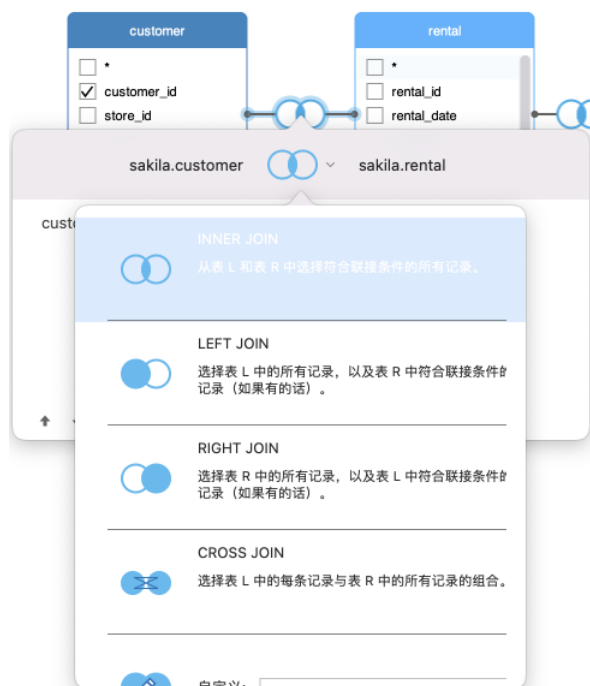 customer
rental
*
customer_id
store_id
*
rental_id
rental_date
sakila.customer
sakila.rental
INNER JOIN
从表 L 和表 R 中选择符合联接条件的所有记录。
LEFT JOIN
选择表 L 中的所有记录，以及表 R 中符合联接条件的
记录（如果有的话）。
RIGHT JOIN
选择表 R 中的所有记录，以及表 L 中符合联接条件的
记录（如果有的话）。
CROSS JOIN
选择表 L 中的每条记录与表 R 中的所有记录的组合。
自定义: